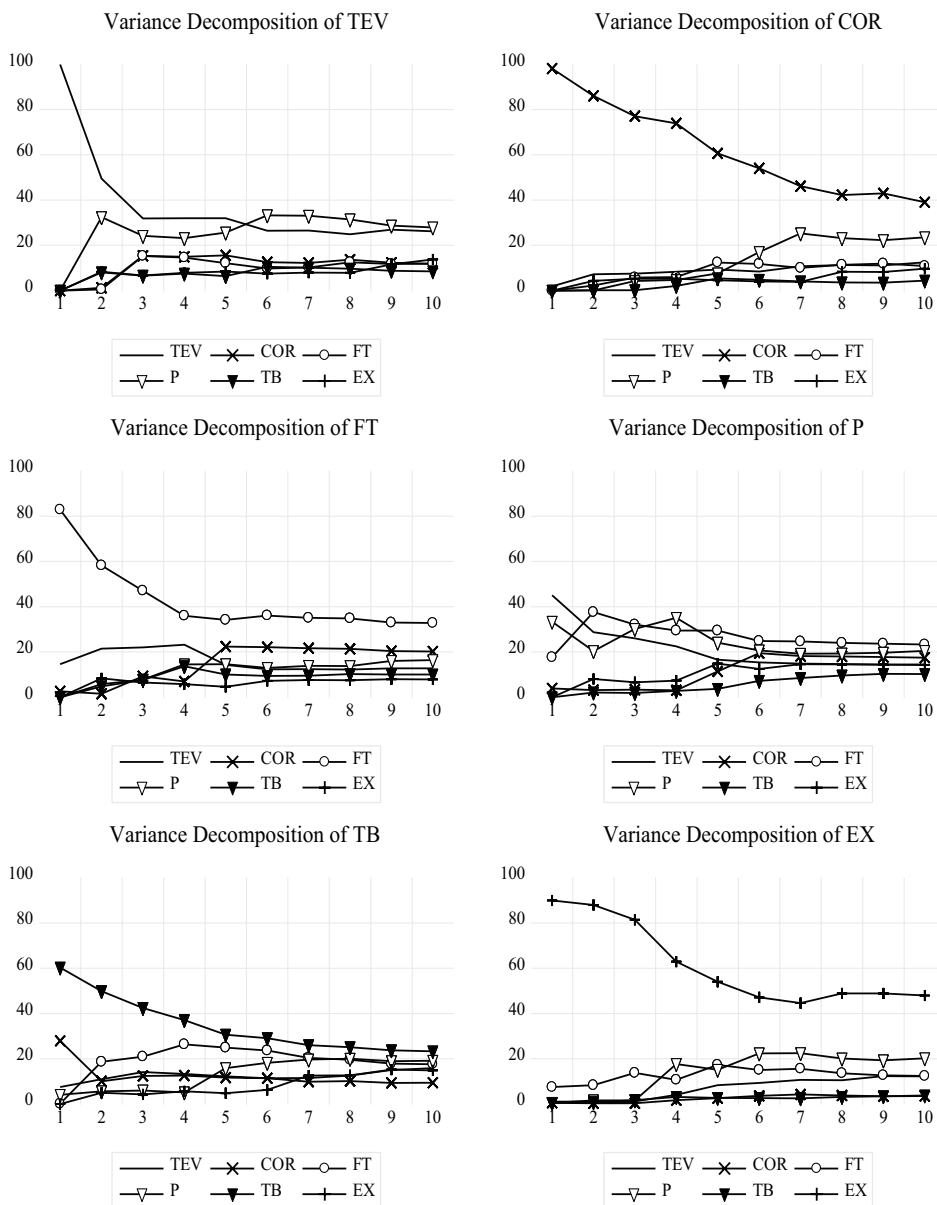 Variance Decomposition of TEV
100
80
60
40
20
0
1 2 3 4 5 6 7 8 9 10
TEV COR FT
P TB EX
Variance Decomposition of COR
100
80
60
40
20
0
1 2 3 4 5 6 7 8 9 10
TEV COR FT
P TB EX
Variance Decomposition of FT
100
80
60
40
20
0
1 2 3 4 5 6 7 8 9 10
TEV COR FT
P TB EX
Variance Decomposition of P
100
80
60
40
20
0
1 2 3 4 5 6 7 8 9 10
TEV COR FT
P TB EX
Variance Decomposition of TB
100
80
60
40
20
0
1 2 3 4 5 6 7 8 9 10
TEV COR FT
P TB EX
Variance Decomposition of EX
100
80
60
40
20
0
1 2 3 4 5 6 7 8 9 10
TEV COR FT
P TB EX